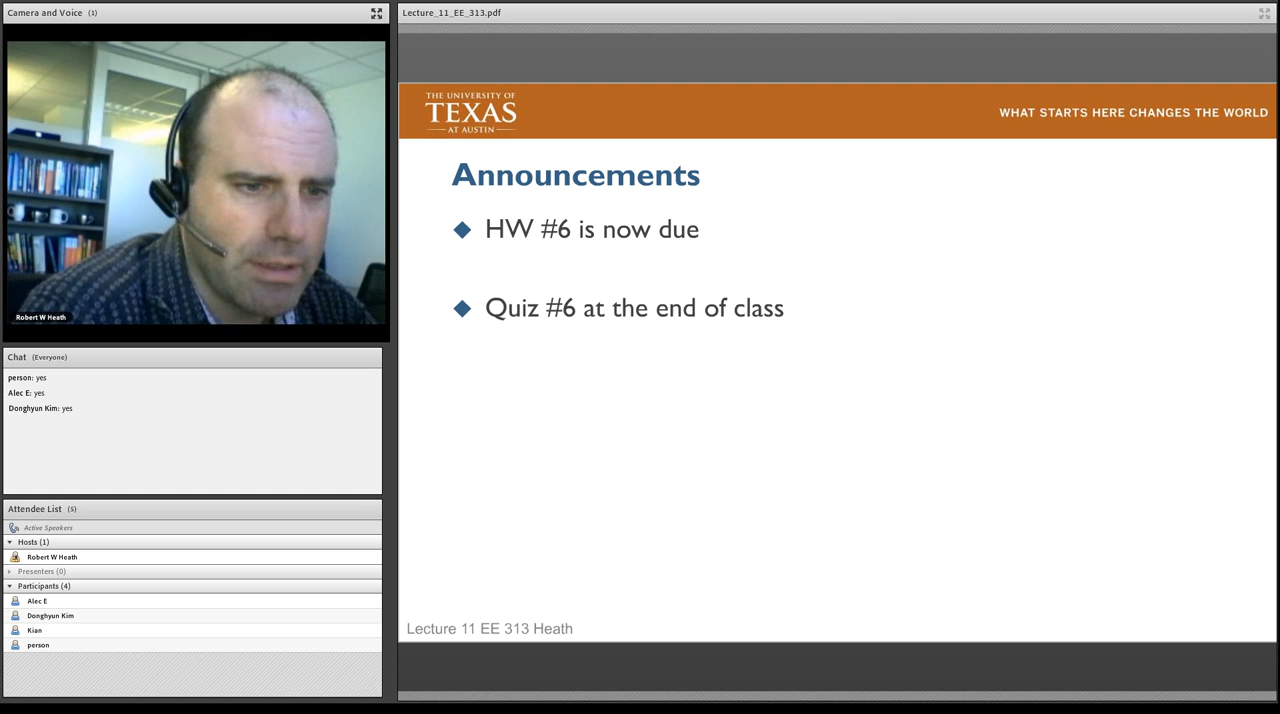 Camera and Voice (1)
Robert W Heath
Chat (Everyone)
person: yes
Alec E: yes
Donghyun Kim: yes
Attendee List (5)
Active Speakers
Hosts (1)
Robert W Heath
Presenters (0)
Participants (4)
Alec E
Donghyun Kim
Kian
person
Lecture_11_EE_313.pdf
THE UNIVERSITY OF
TEXAS
AT AUSTIN
WHAT STARTS HERE CHANGES THE WORLD
Announcements
HW #6 is now due
Quiz #6 at the end of class
Lecture 11 EE 313 Heath